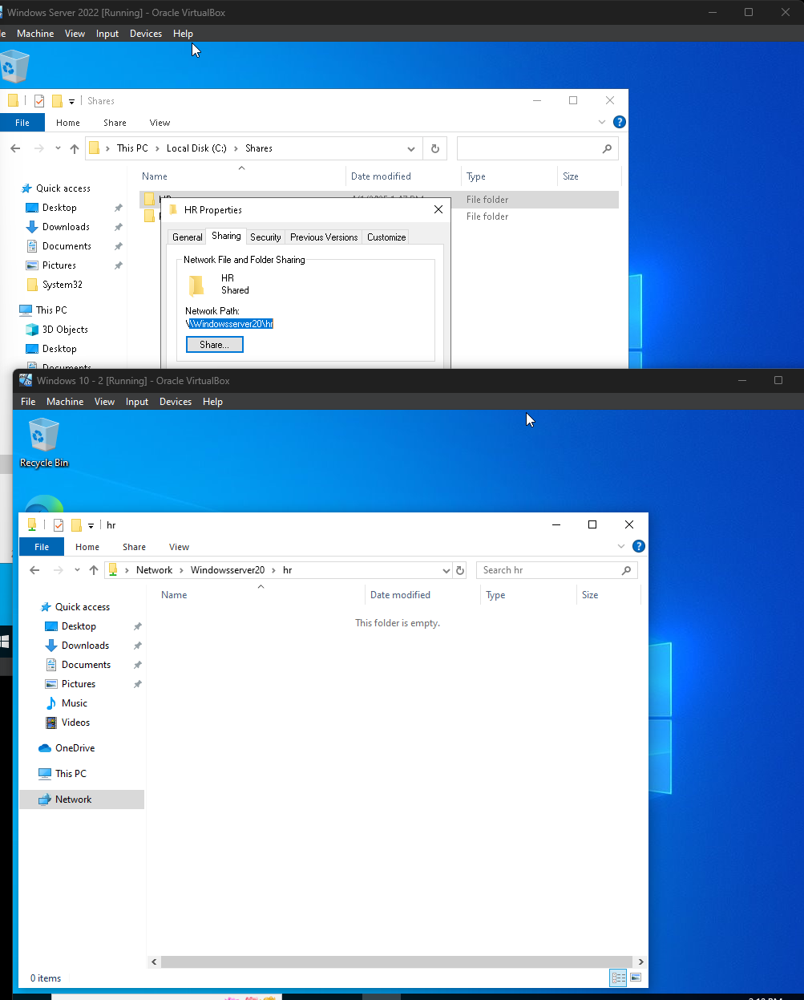 Windows Server 2022 [Running] - Oracle VirtualBox
Machine View Input Devices Help
Shares
File Home Share View
This PC > Local Disk (C:) > Shares
Name Date modified Type Size
Quick access
HR
File folder
Desktop
File folder
Downloads
Documents
Pictures
System32
This PC
3D Objects
Desktop
Documents
HR Properties
General Sharing Security Previous Versions Customize
Network File and Folder Sharing
HR
Shared
Network Path:
\\Windowsserver20\hr
Share...
Windows 10 - 2 [Running] - Oracle VirtualBox
File Machine View Input Devices Help
Recycle Bin
hr
File Home Share View
Network > Windowsserver20 > hr
Search hr
Name Date modified Type Size
This folder is empty.
Quick access
Desktop
Downloads
Documents
Pictures
Music
Videos
OneDrive
This PC
Network
0 items